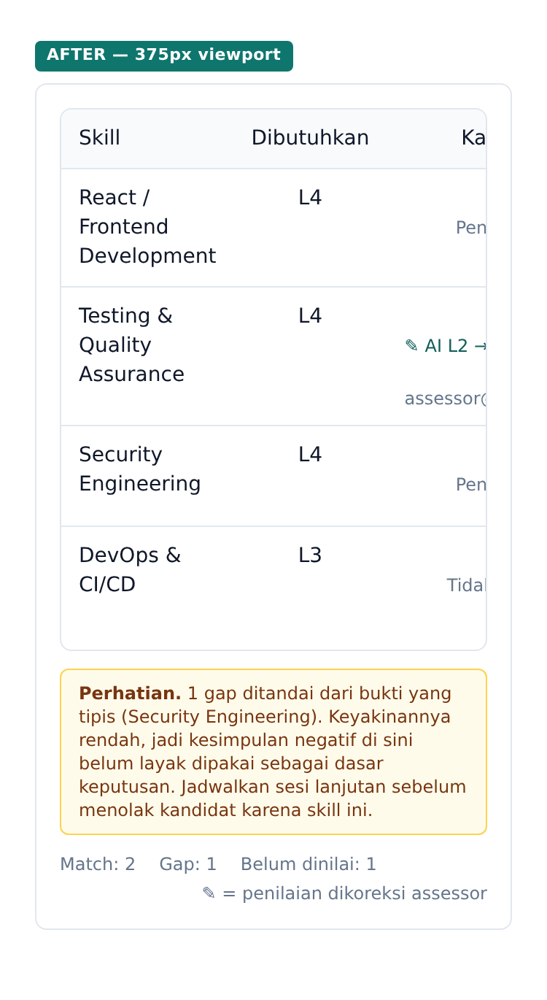 AFTER — 375px viewport
Skill Dibutuhkan Ka
React /
Frontend
Development
L4
Pen
Testing &
Quality
Assurance
L4
✎ AI L2 →
assessor@
Security
Engineering
L4
Pen
DevOps &
CI/CD
L3
Tidak
Perhatian. 1 gap ditandai dari bukti yang
tipis (Security Engineering). Keyakinannya
rendah, jadi kesimpulan negatif di sini
belum layak dipakai sebagai dasar
keputusan. Jadwalkan sesi lanjutan sebelum
menolak kandidat karena skill ini.
Match: 2 Gap: 1 Belum dinilai: 1
✎ = penilaian dikoreksi assessor